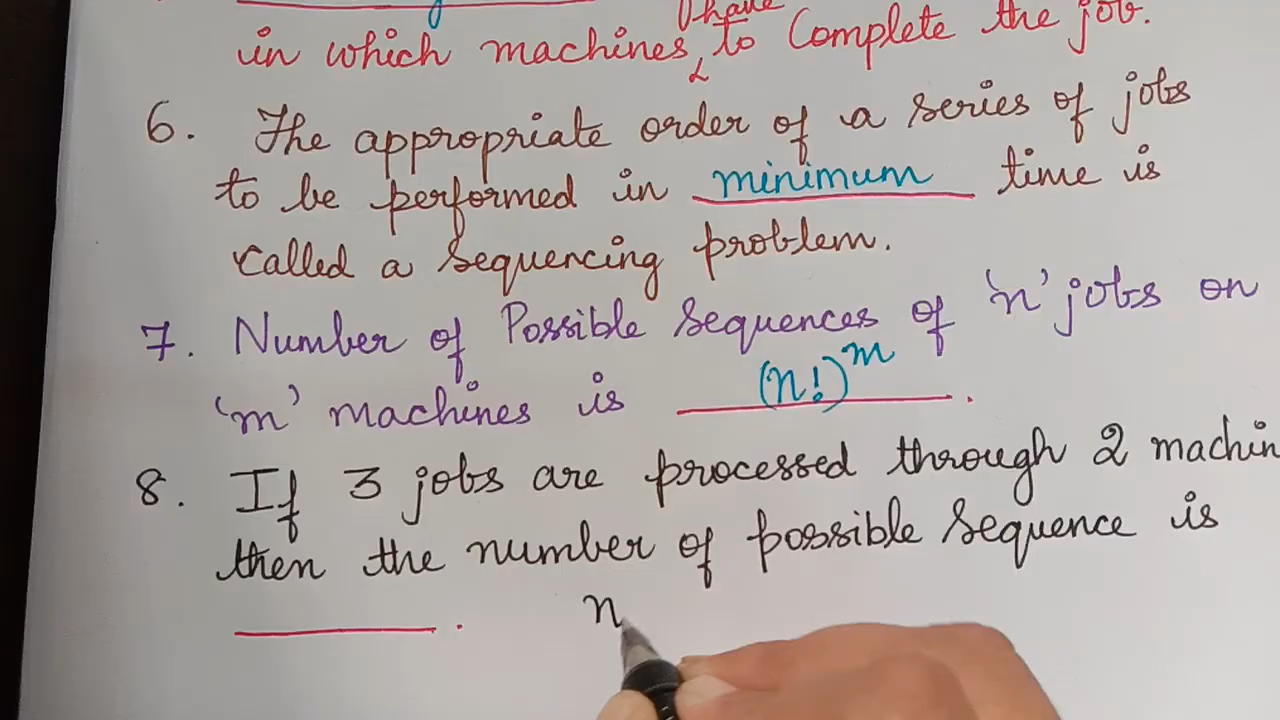 have
in which machines to Complete the job.
6. The appropriate order of a series of jobs
to be performed in minimum time is
called a sequencing problem.
7. Number of Possible Sequences of 'n' jobs on
'm' machines is (n!)^m.
8. If 3 jobs are processed through 2 machin
then the number of possible sequence is
______.
n